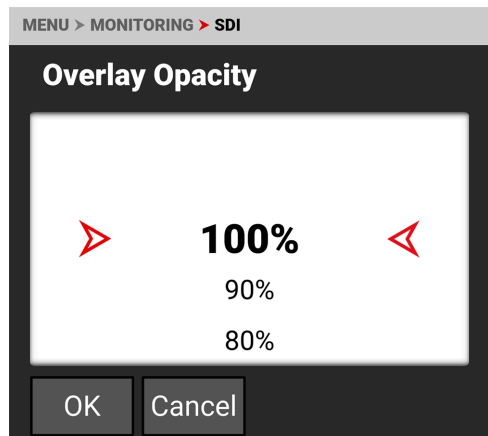 MENU > MONITORING > SDI
Overlay Opacity
100%
90%
80%
OK Cancel